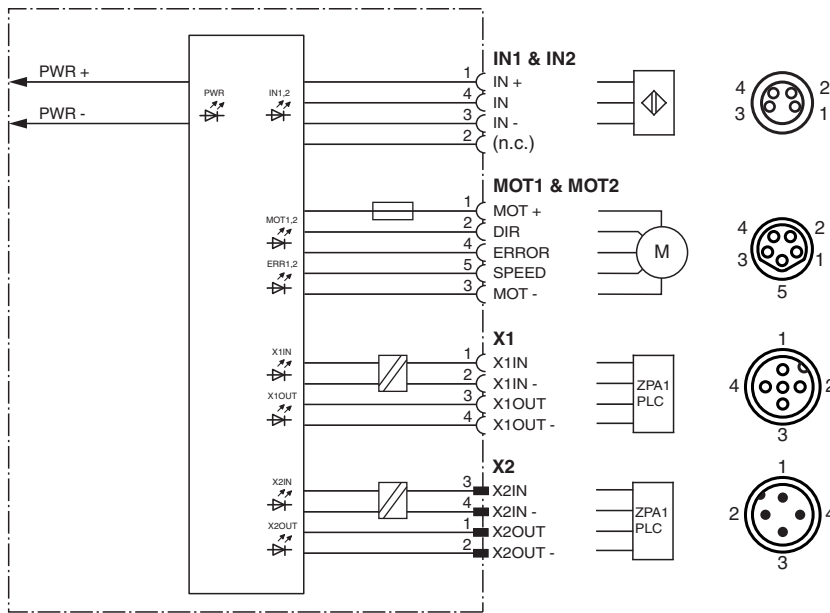 PWR +
PWR -
PWR
IN1,2
IN1 & IN2
1 IN +
4 IN
3 IN -
2 (n.c.)
4 2
3 1
MOT1 & MOT2
MOT1,2
ERR1,2
1 MOT +
2 DIR
4 ERROR
5 SPEED
3 MOT -
M
4 2
3 1
5
X1
X1IN
X1OUT
1 X1IN
2 X1IN -
3 X1OUT
4 X1OUT -
ZPA1
PLC
1
4 2
3
X2
X2IN
X2OUT
3 X2IN
4 X2IN -
1 X2OUT
2 X2OUT -
ZPA1
PLC
1
2 4
3